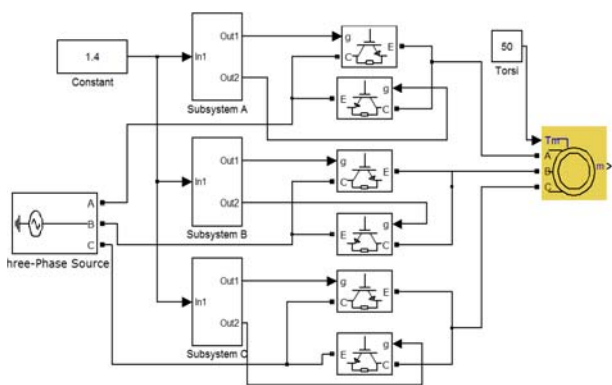 1.4
Constant
In1
Out1
Out2
Subsystem A
g
C
E
E
g
C
50
Torsi
Tm
A
B
C
m
In1
Out1
Out2
Subsystem B
g
C
E
E
g
C
A
B
C
hree-Phase Source
In1
Out1
Out2
Subsystem C
g
C
E
E
g
C